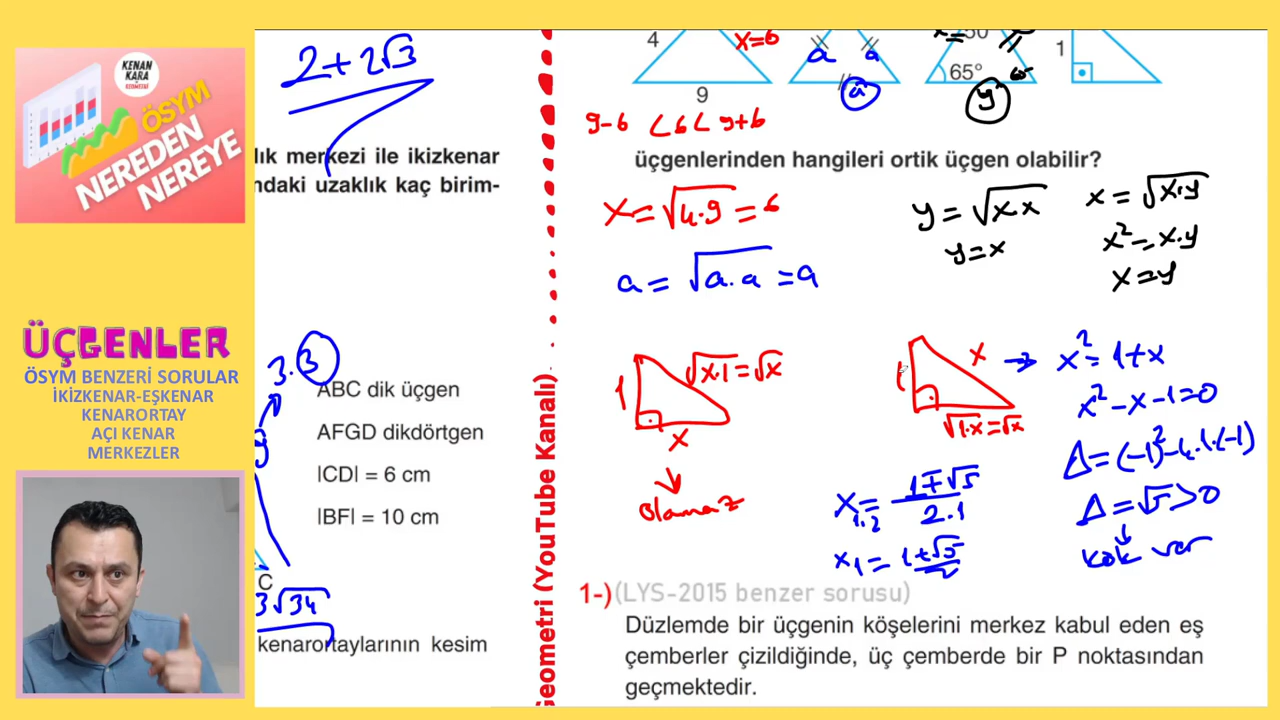 KENAN
KARA
GEOMETRİ
ÖSYM
NEREDEN
NEREYE
ÜÇGENLER
ÖSYM BENZERİ SORULAR
İKİZKENAR-EŞKENAR
KENARORTAY
AÇI KENAR
MERKEZLER
2+2√3
lık merkezi ile ikizkenar
ndaki uzaklık kaç birim-
3.3
9
ABC dik üçgen
AFGD dikdörtgen
|CD| = 6 cm
|BF| = 10 cm
C
3√34
kenarortaylarının kesim
Geometri (YouTube Kanalı)
4
x=6
9
a
a
a
50
65°
65
y
1
9-6 <6< 9+6
üçgenlerinden hangileri ortik üçgen olabilir?
x=√4.9=6
a=√a.a=a
y=√x.x
y=x
x=√x.y
x²=x.y
x=y
1
√x.1=√x
x
olamaz
1
x
√1.x=√x
x²=1+x
x²-x-1=0
Δ=(-1)²-4.1.(-1)
Δ=√5>0
kök var
x1,2=1∓√5/2.1
x1=1+√5/2
1-)(LYS-2015 benzer sorusu)
Düzlemde bir üçgenin köşelerini merkez kabul eden eş
çemberler çizildiğinde, üç çemberde bir P noktasından
geçmektedir.